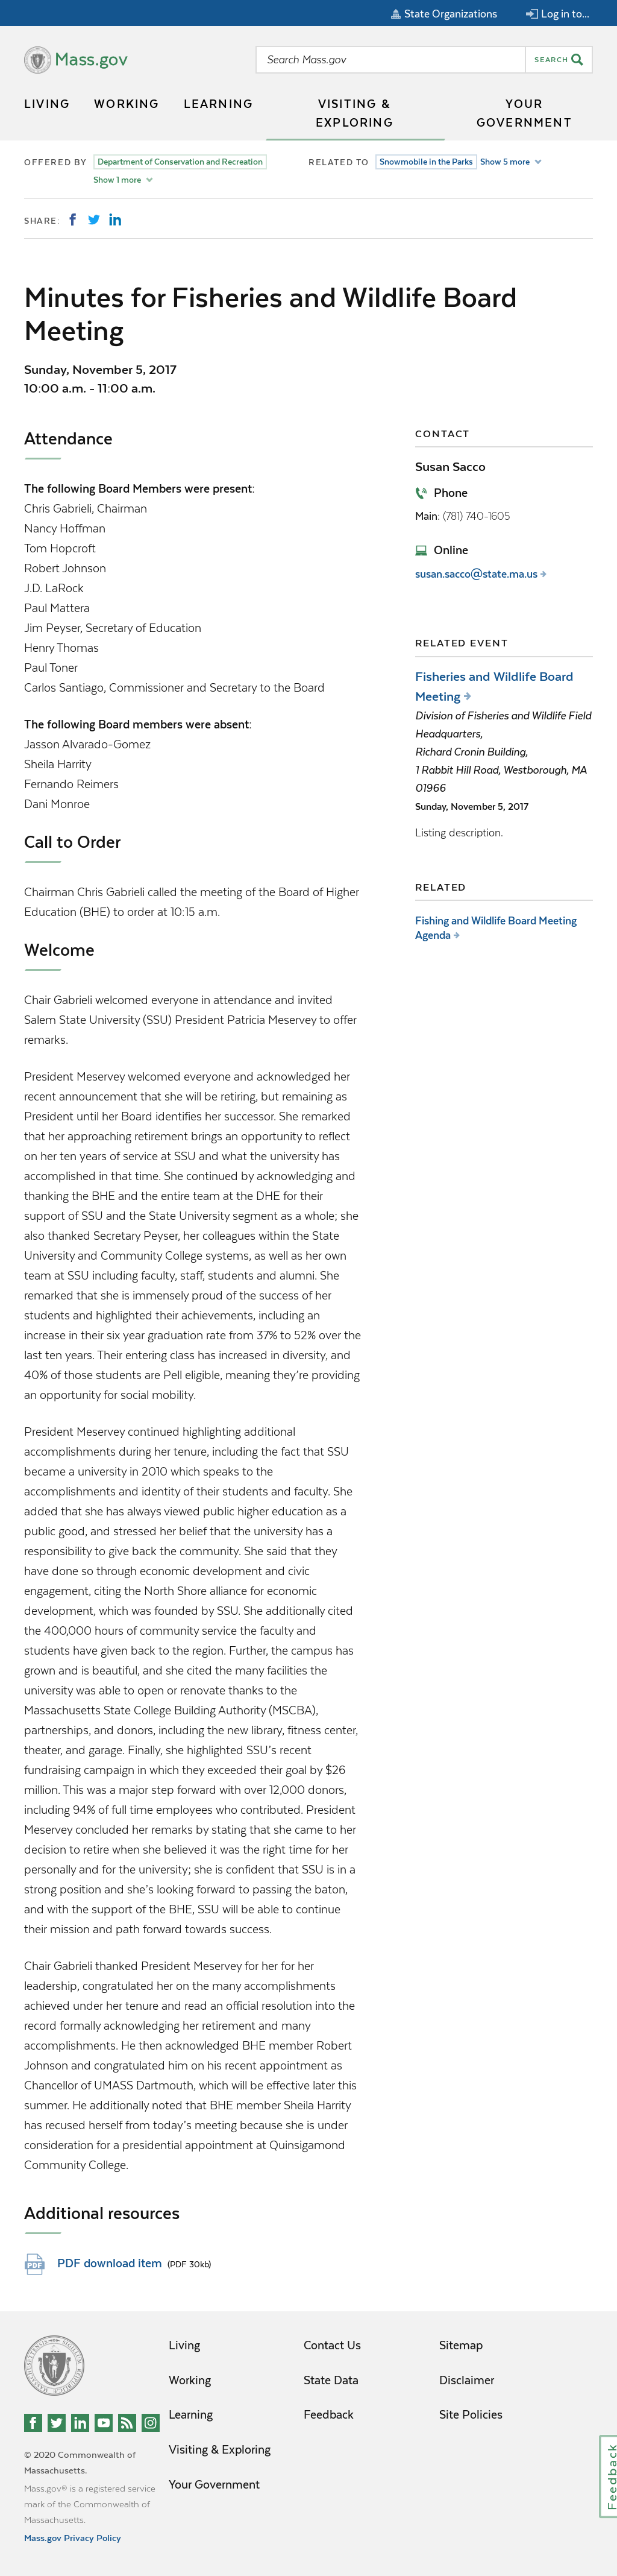 State Organizations
Log in to...
Mass.gov
Search Mass.gov
SEARCH
LIVING
WORKING
LEARNING
VISITING &
EXPLORING
YOUR
GOVERNMENT
OFFERED BY
Department of Conservation and Recreation
Show 1 more
RELATED TO
Snowmobile in the Parks
Show 5 more
SHARE:
Minutes for Fisheries and Wildlife Board
Meeting
Sunday, November 5, 2017
10:00 a.m. - 11:00 a.m.
Attendance
The following Board Members were present:
Chris Gabrieli, Chairman
Nancy Hoffman
Tom Hopcroft
Robert Johnson
J.D. LaRock
Paul Mattera
Jim Peyser, Secretary of Education
Henry Thomas
Paul Toner
Carlos Santiago, Commissioner and Secretary to the Board
The following Board members were absent:
Jasson Alvarado-Gomez
Sheila Harrity
Fernando Reimers
Dani Monroe
Call to Order
Chairman Chris Gabrieli called the meeting of the Board of Higher
Education (BHE) to order at 10:15 a.m.
Welcome
Chair Gabrieli welcomed everyone in attendance and invited
Salem State University (SSU) President Patricia Meservey to offer
remarks.
President Meservey welcomed everyone and acknowledged her
recent announcement that she will be retiring, but remaining as
President until her Board identifies her successor. She remarked
that her approaching retirement brings an opportunity to reflect
on her ten years of service at SSU and what the university has
accomplished in that time. She continued by acknowledging and
thanking the BHE and the entire team at the DHE for their
support of SSU and the State University segment as a whole; she
also thanked Secretary Peyser, her colleagues within the State
University and Community College systems, as well as her own
team at SSU including faculty, staff, students and alumni. She
remarked that she is immensely proud of the success of her
students and highlighted their achievements, including an
increase in their six year graduation rate from 37% to 52% over the
last ten years. Their entering class has increased in diversity, and
40% of those students are Pell eligible, meaning they're providing
an opportunity for social mobility.
President Meservey continued highlighting additional
accomplishments during her tenure, including the fact that SSU
became a university in 2010 which speaks to the
accomplishments and identity of their students and faculty. She
added that she has always viewed public higher education as a
public good, and stressed her belief that the university has a
responsibility to give back the community. She said that they
have done so through economic development and civic
engagement, citing the North Shore alliance for economic
development, which was founded by SSU. She additionally cited
the 400,000 hours of community service the faculty and
students have given back to the region. Further, the campus has
grown and is beautiful, and she cited the many facilities the
university was able to open or renovate thanks to the
Massachusetts State College Building Authority (MSCBA),
partnerships, and donors, including the new library, fitness center,
theater, and garage. Finally, she highlighted SSU's recent
fundraising campaign in which they exceeded their goal by $26
million. This was a major step forward with over 12,000 donors,
including 94% of full time employees who contributed. President
Meservey concluded her remarks by stating that she came to her
decision to retire when she believed it was the right time for her
personally and for the university; she is confident that SSU is in a
strong position and she's looking forward to passing the baton,
and with the support of the BHE, SSU will be able to continue
their mission and path forward towards success.
Chair Gabrieli thanked President Meservey for her for her
leadership, congratulated her on the many accomplishments
achieved under her tenure and read an official resolution into the
record formally acknowledging her retirement and many
accomplishments. He then acknowledged BHE member Robert
Johnson and congratulated him on his recent appointment as
Chancellor of UMASS Dartmouth, which will be effective later this
summer. He additionally noted that BHE member Sheila Harrity
has recused herself from today's meeting because she is under
consideration for a presidential appointment at Quinsigamond
Community College.
Additional resources
PDF
PDF download item (PDF 30kb)
CONTACT
Susan Sacco
Phone
Main: (781) 740-1605
Online
susan.sacco@state.ma.us
RELATED EVENT
Fisheries and Wildlife Board
Meeting
Division of Fisheries and Wildlife Field
Headquarters,
Richard Cronin Building,
1 Rabbit Hill Road, Westborough, MA
01966
Sunday, November 5, 2017
Listing description.
RELATED
Fishing and Wildlife Board Meeting
Agenda
Living
Working
Learning
Visiting & Exploring
Your Government
Contact Us
State Data
Feedback
Sitemap
Disclaimer
Site Policies
© 2020 Commonwealth of
Massachusetts.
Mass.gov® is a registered service
mark of the Commonwealth of
Massachusetts.
Mass.gov Privacy Policy
Feedback